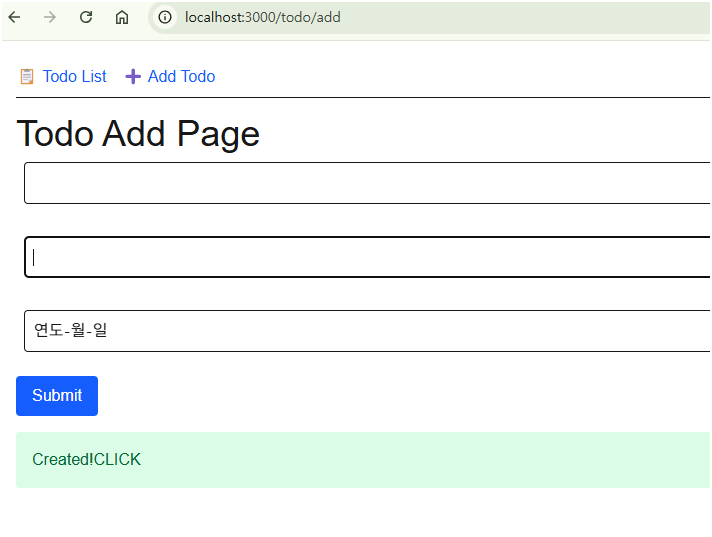 localhost:3000/todo/add
Todo List Add Todo
Todo Add Page
연도-월-일
Submit
Created!CLICK